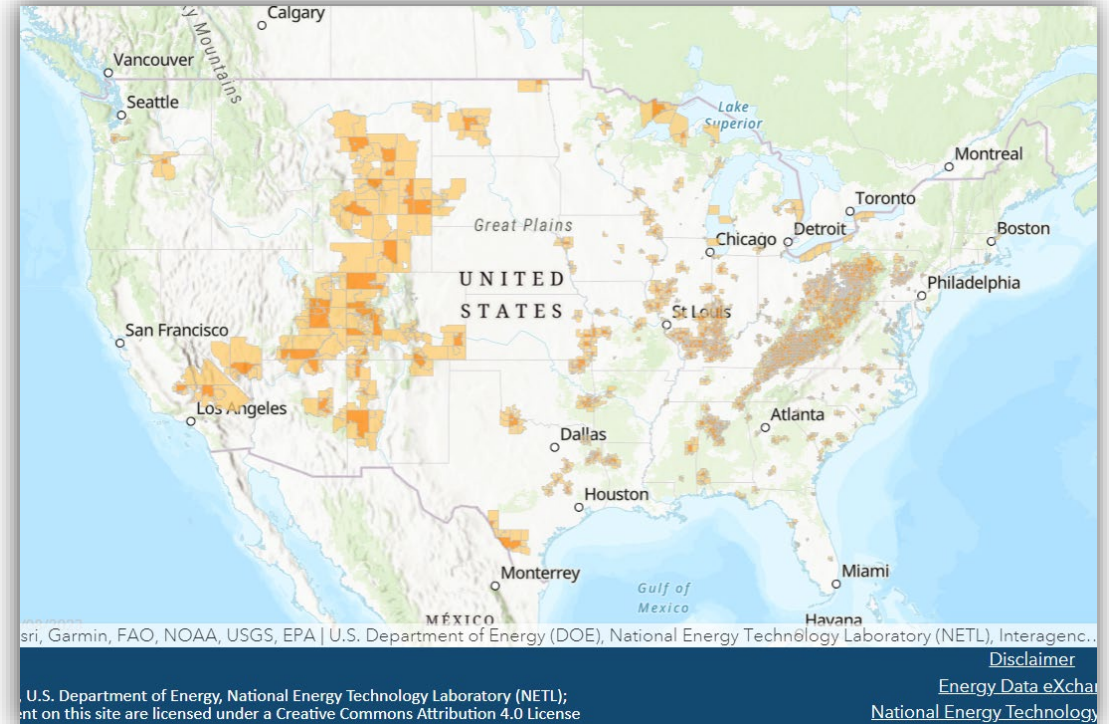 Calgary
ky Mountains
Vancouver
Seattle
Lake
Superior
Montreal
Toronto
Great Plains
Chicago
Detroit
Boston
UNITED
STATES
Philadelphia
St Louis
San Francisco
Los Angeles
Atlanta
Dallas
Houston
Monterrey
Miami
Gulf of
Mexico
MÉXICO
Havana
sri, Garmin, FAO, NOAA, USGS, EPA | U.S. Department of Energy (DOE), National Energy Technology Laboratory (NETL), Interagenc...
Disclaimer
, U.S. Department of Energy, National Energy Technology Laboratory (NETL);
Energy Data eXchan
ent on this site are licensed under a Creative Commons Attribution 4.0 License
National Energy Technology